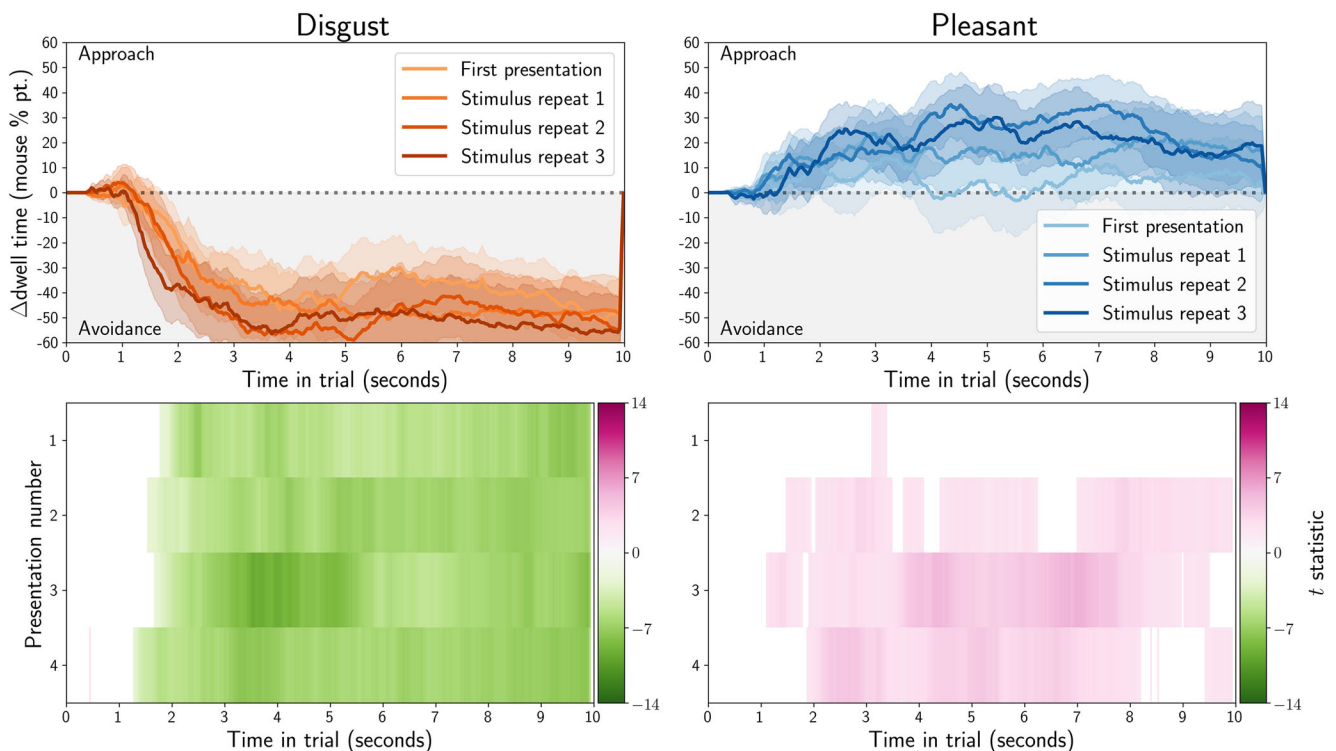 Disgust
60
50
40
30
20
10
0
-10
-20
-30
-40
-50
-60
Δdwell time (mouse % pt.)
Approach
Avoidance
First presentation
Stimulus repeat 1
Stimulus repeat 2
Stimulus repeat 3
0 1 2 3 4 5 6 7 8 9 10
Time in trial (seconds)
Pleasant
60
50
40
30
20
10
0
-10
-20
-30
-40
-50
-60
Approach
Avoidance
First presentation
Stimulus repeat 1
Stimulus repeat 2
Stimulus repeat 3
0 1 2 3 4 5 6 7 8 9 10
Time in trial (seconds)
Presentation number
1
2
3
4
0 1 2 3 4 5 6 7 8 9 10
Time in trial (seconds)
14
7
0
−7
−14
1
2
3
4
0 1 2 3 4 5 6 7 8 9 10
Time in trial (seconds)
14
7
0
−7
−14
t statistic